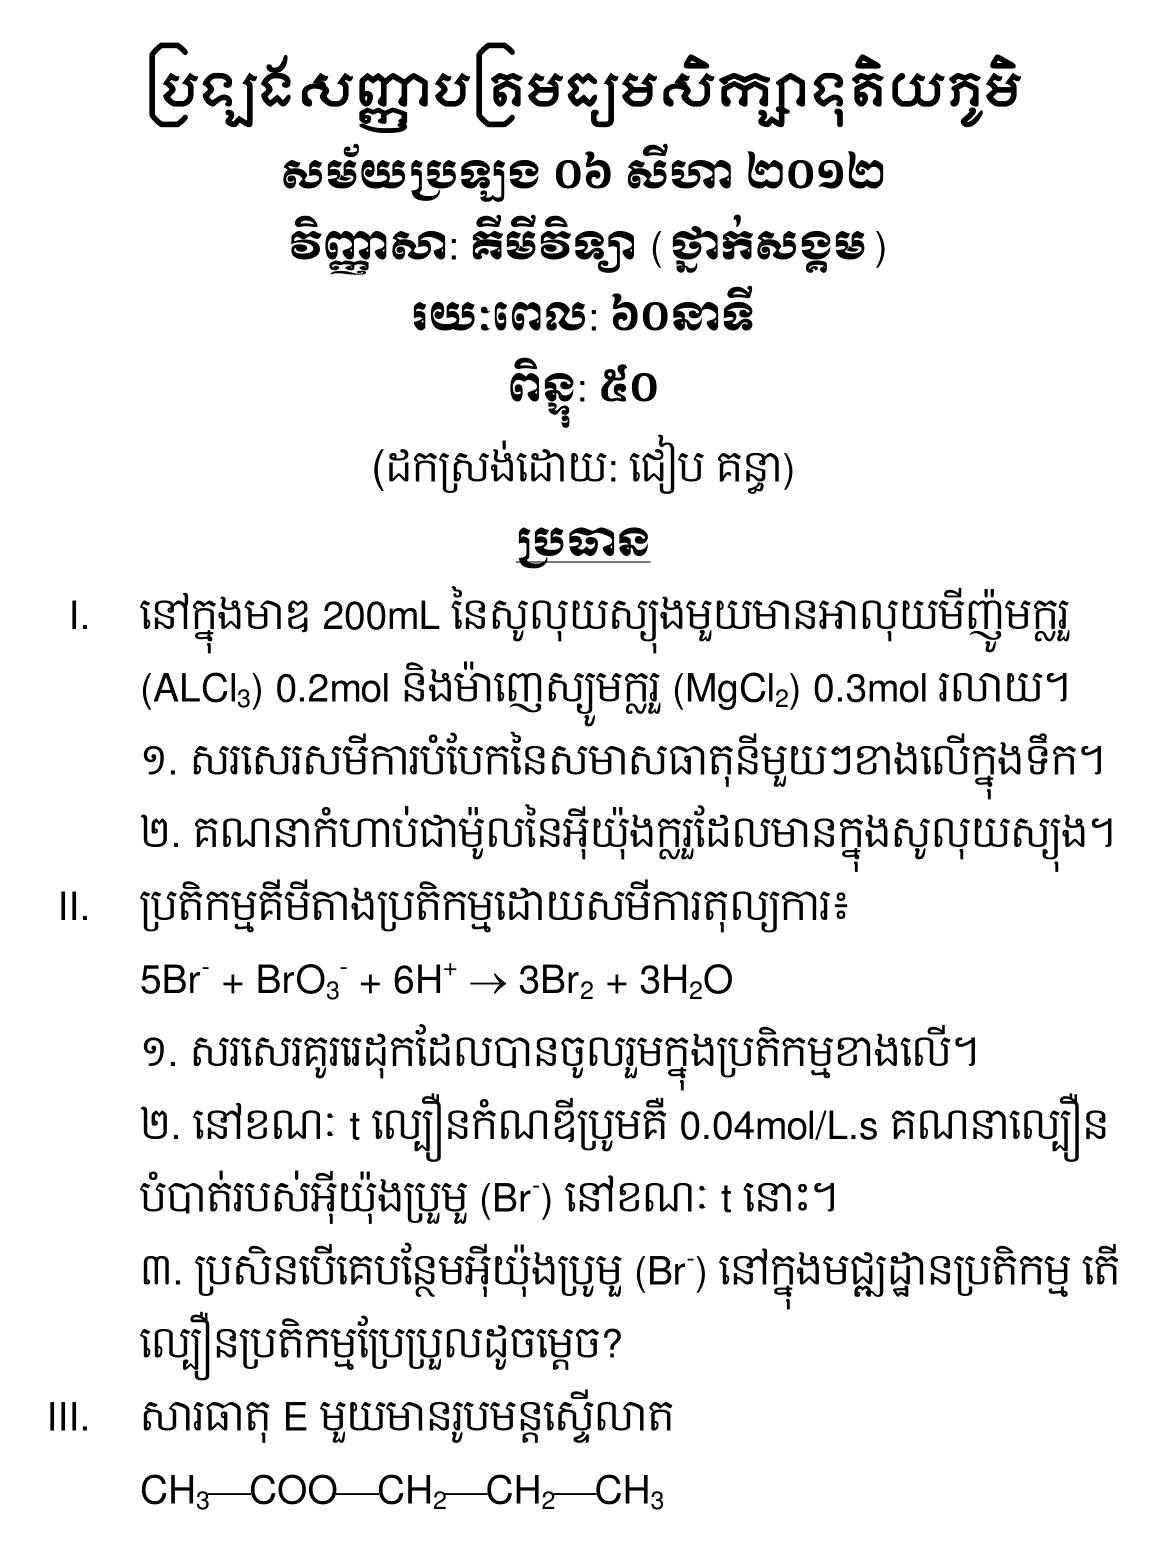 ប្រឡងសញ្ញាបត្រមធ្យមសិក្សាទុតិយភូមិ
សម័យប្រឡង ០៦ សីហា ២០១២
វិញ្ញាសា: គីមីវិទ្យា (ថ្នាក់សង្គម)
រយៈពេល: ៦០នាទី
ពិន្ទុ: ៥០
(ដកស្រង់ដោយ: ជៀប គន្ធា)
ប្រធាន
I. នៅក្នុងមាឌ 200mL នៃសូលុយស្យុងមួយមានអាលុយមីញ៉ូមក្លរួ
(ALCl₃) 0.2mol និងម៉ាញេស្យូមក្លរួ (MgCl₂) 0.3mol រលាយ។
១. សរសេរសមីការបំបែកនៃសមាសធាតុនីមួយៗខាងលើក្នុងទឹក។
២. គណនាកំហាប់ជាម៉ូលនៃអ៊ីយ៉ុងក្លរួដែលមានក្នុងសូលុយស្យុង។
II. ប្រតិកម្មគីមីតាងប្រតិកម្មដោយសមីការតុល្យការ៖
5Br⁻ + BrO₃⁻ + 6H⁺ → 3Br₂ + 3H₂O
១. សរសេរគូររេដុកដែលបានចូលរួមក្នុងប្រតិកម្មខាងលើ។
២. នៅខណៈ t ល្បឿនកំណឌីប្រូមគឺ 0.04mol/L.s គណនាល្បឿន
បំបាត់របស់អ៊ីយ៉ុងប្រួមួ (Br⁻) នៅខណៈ t នោះ។
៣. ប្រសិនបើគេបន្ថែមអ៊ីយ៉ុងប្រូមួ (Br⁻) នៅក្នុងមជ្ឍដ្ឋានប្រតិកម្ម តើ
ល្បឿនប្រតិកម្មប្រែប្រួលដូចម្តេច?
III. សារធាតុ E មួយមានរូបមន្តស្ទើលាត
CH₃—COO—CH₂—CH₂—CH₃